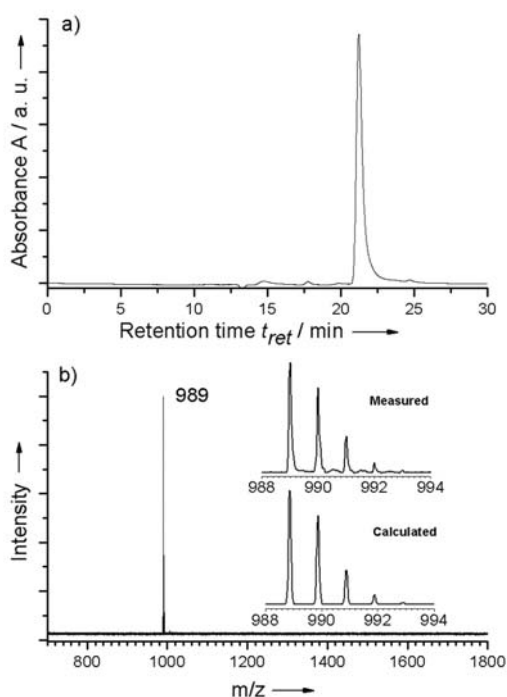 a)
Absorbance A / a. u.
0 5 10 15 20 25 30
Retention time t_ret / min
b)
989
Measured
988 990 992 994
Calculated
988 990 992 994
Intensity
800 1000 1200 1400 1600 1800
m/z